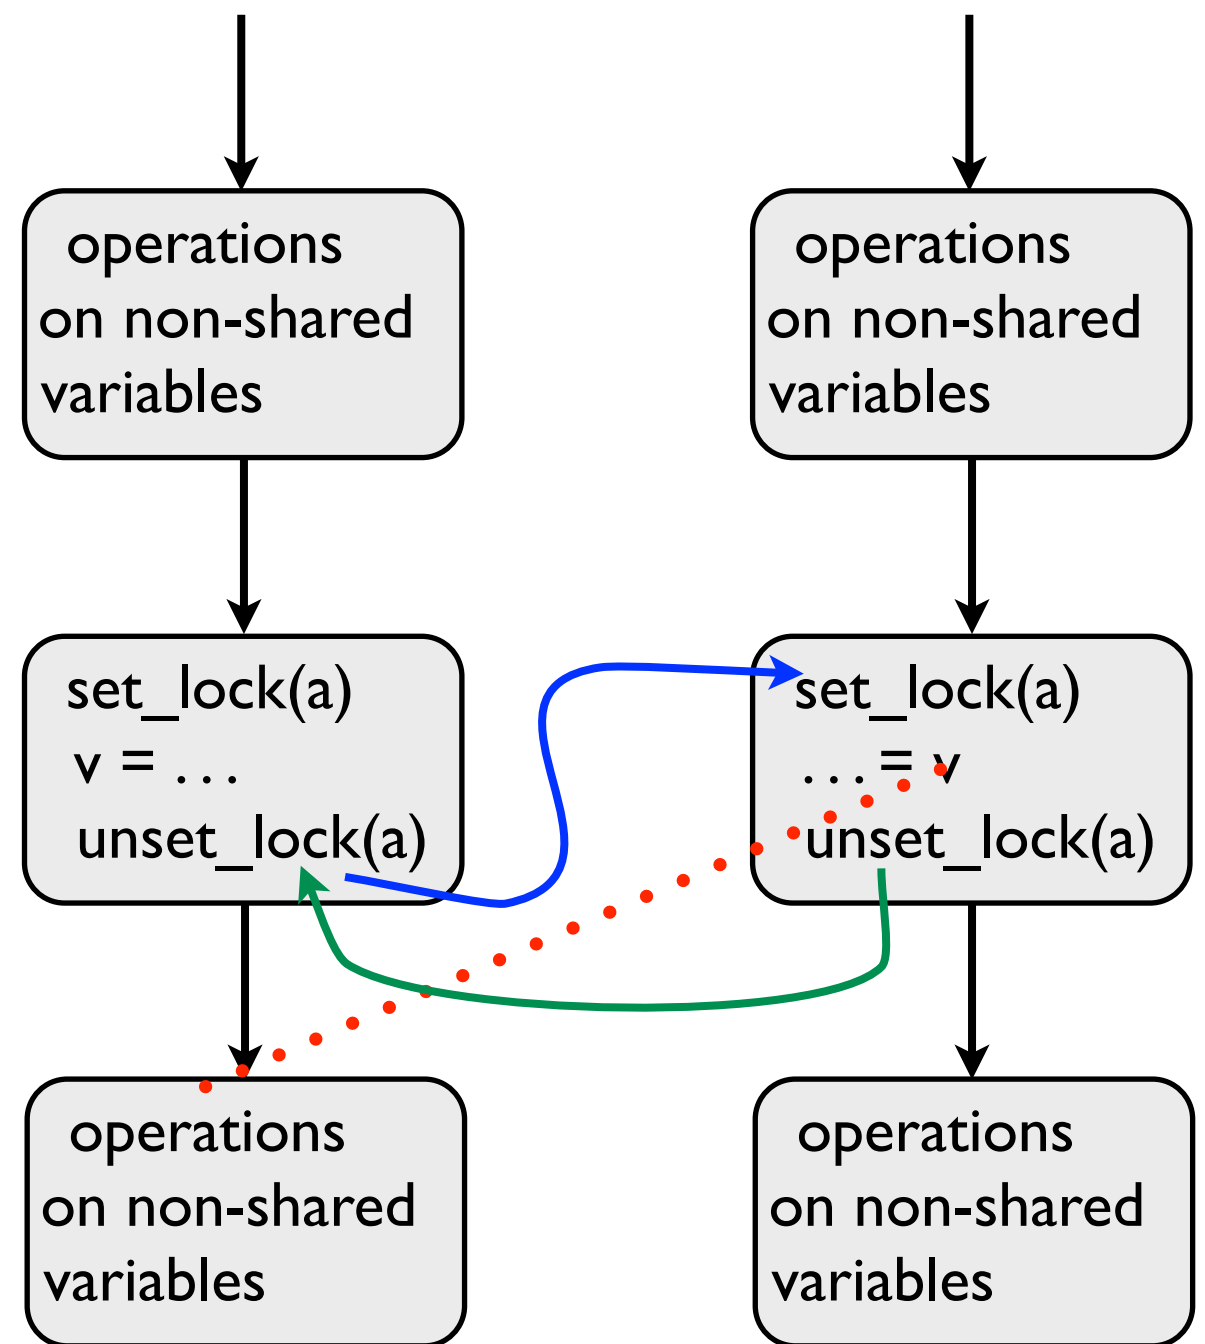 operations
on non-shared
variables
operations
on non-shared
variables
set_lock(a)
v = . . .
unset_lock(a)
set_lock(a)
. . . = v
unset_lock(a)
operations
on non-shared
variables
operations
on non-shared
variables